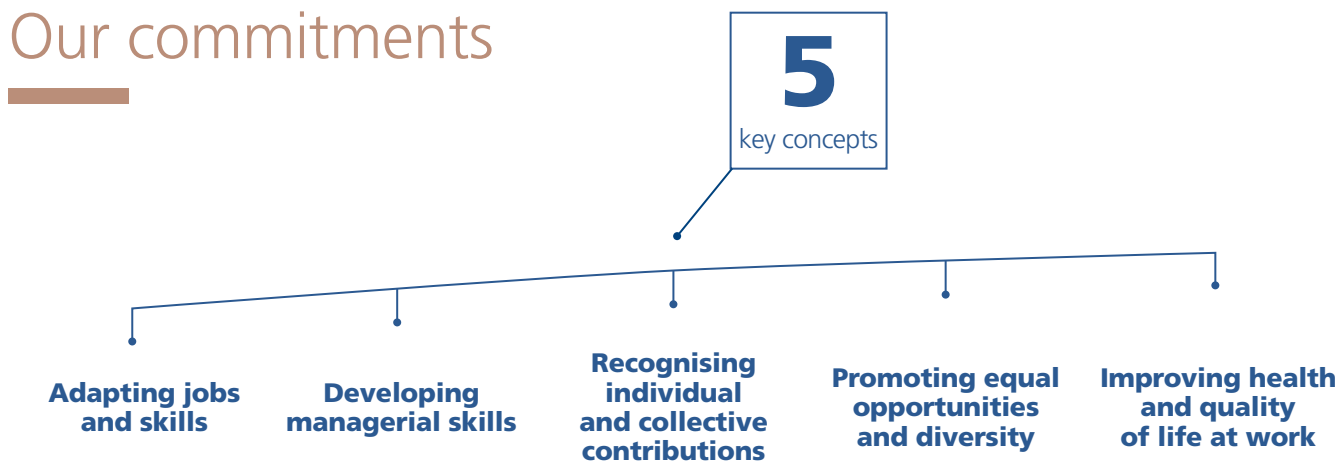 Our commitments
5
key concepts
Adapting jobs
and skills
Developing
managerial skills
Recognising
individual
and collective
contributions
Promoting equal
opportunities
and diversity
Improving health
and quality
of life at work